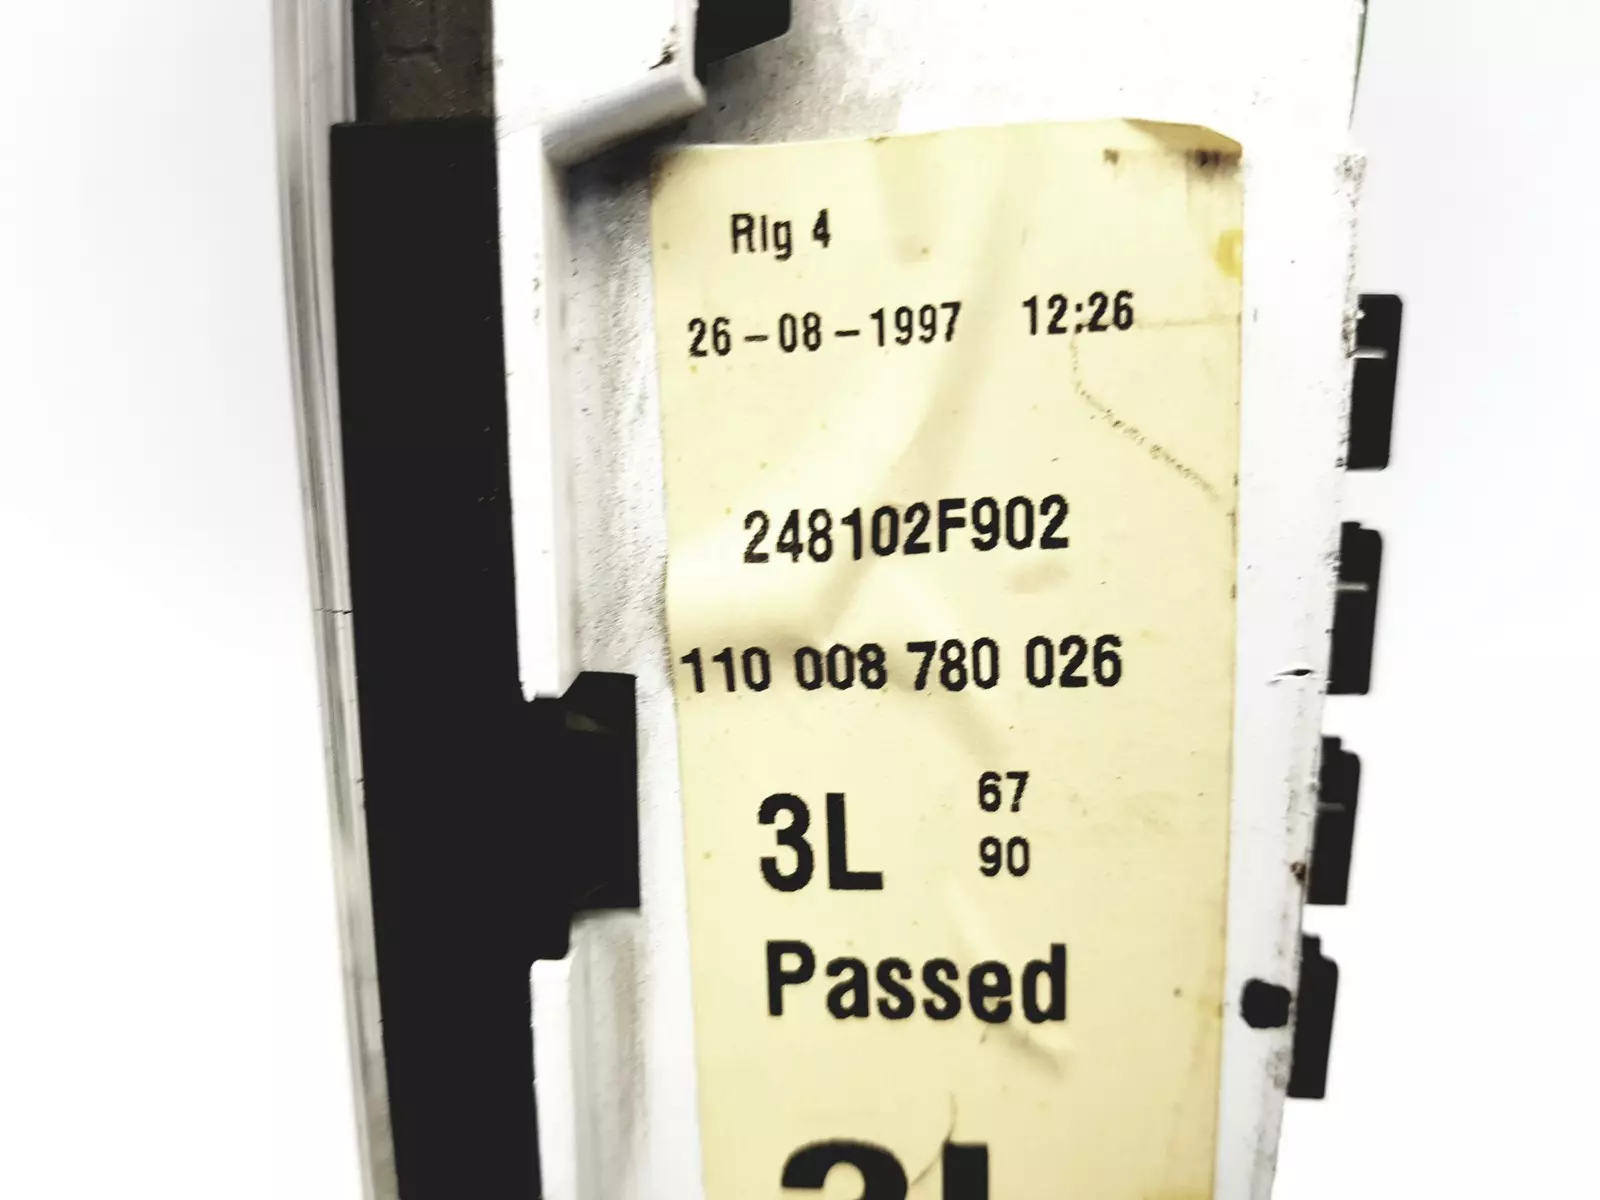 Rig 4
26-08-1997 12:26
248102F902
110 008 780 026
3L 67
90
Passed